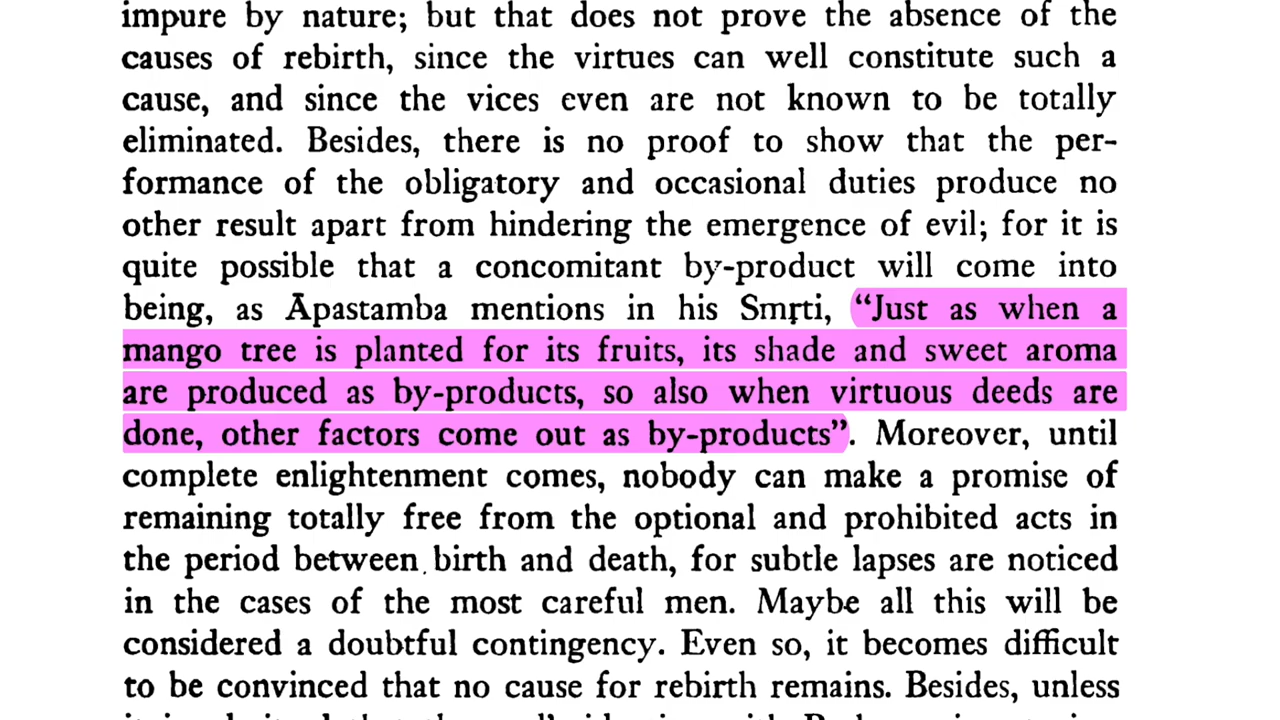 impure by nature; but that does not prove the absence of the
causes of rebirth, since the virtues can well constitute such a
cause, and since the vices even are not known to be totally
eliminated. Besides, there is no proof to show that the per-
formance of the obligatory and occasional duties produce no
other result apart from hindering the emergence of evil; for it is
quite possible that a concomitant by-product will come into
being, as Āpastamba mentions in his Smṛti, “Just as when a
mango tree is planted for its fruits, its shade and sweet aroma
are produced as by-products, so also when virtuous deeds are
done, other factors come out as by-products”. Moreover, until
complete enlightenment comes, nobody can make a promise of
remaining totally free from the optional and prohibited acts in
the period between birth and death, for subtle lapses are noticed
in the cases of the most careful men. Maybe all this will be
considered a doubtful contingency. Even so, it becomes difficult
to be convinced that no cause for rebirth remains. Besides, unless